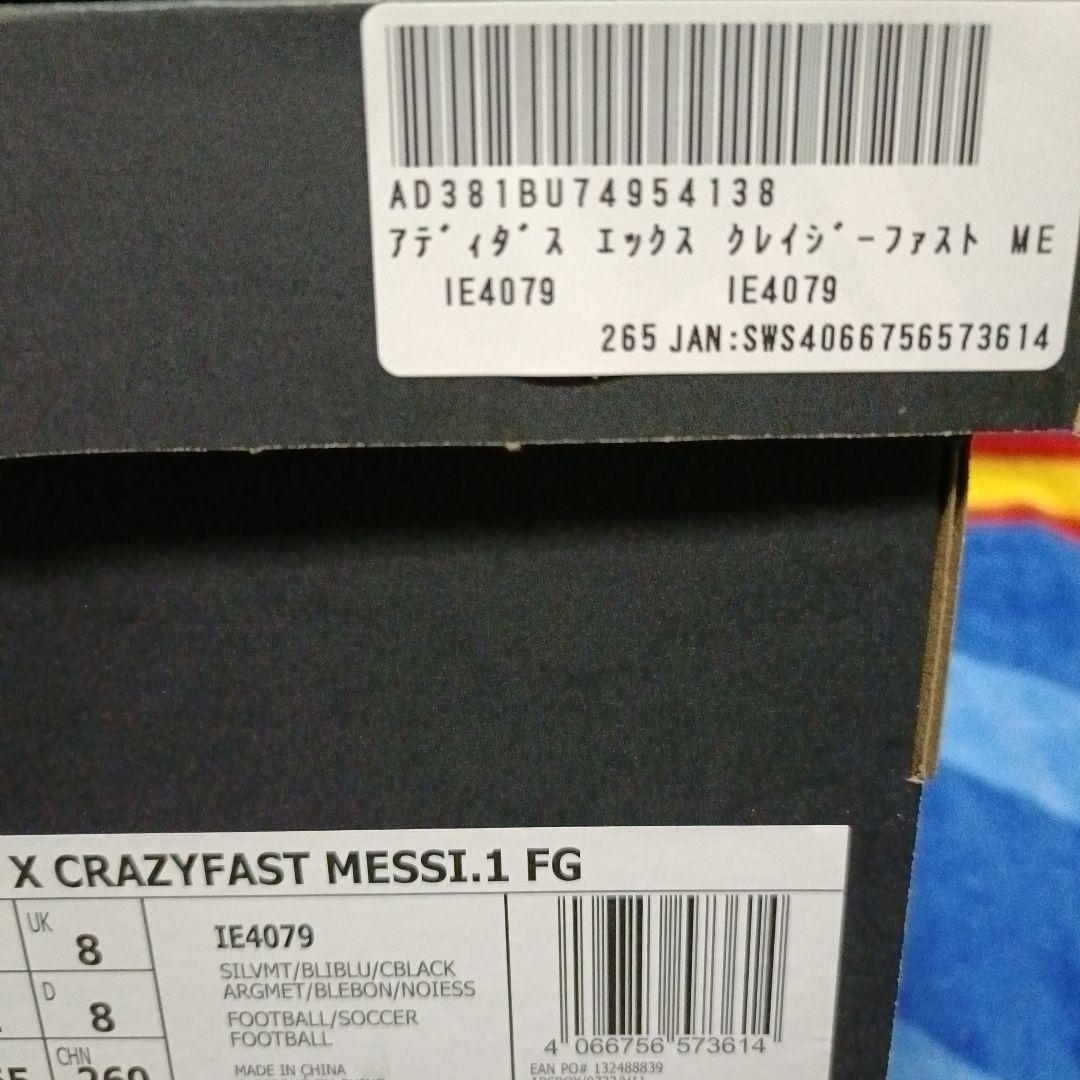 AD381BU74954138
ｱﾃﾞｨﾀﾞｽ ｴｯｸｽ ｸﾚｲｼﾞｰﾌｧｽﾄ ME
IE4079 IE4079
265 JAN:SWS4066756573614
X CRAZYFAST MESSI.1 FG
UK
8
D
8
CHN
260
IE4079
SILVMT/BLIBLU/CBLACK
ARGMET/BLEBON/NOIESS
FOOTBALL/SOCCER
FOOTBALL
MADE IN CHINA
4 066756 573614
EAN PO# 132488839